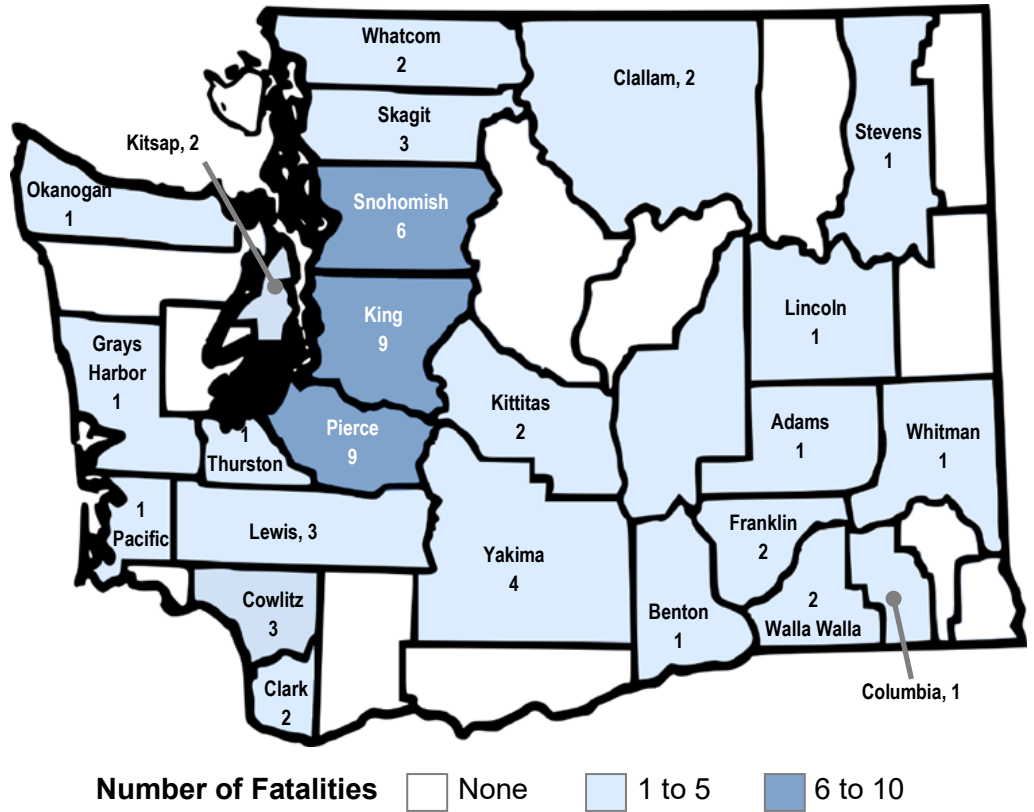 Whatcom
2
Clallam, 2
Skagit
3
Kitsap, 2
Stevens
1
Okanogan
1
Snohomish
6
King
9
Lincoln
1
Grays
Harbor
1
Kittitas
2
Adams
1
Whitman
1
Pierce
9
1
Thurston
1
Pacific
Lewis, 3
Franklin
2
Yakima
4
Cowlitz
3
Benton
1
2
Walla Walla
Clark
2
Columbia, 1
Number of Fatalities None 1 to 5 6 to 10